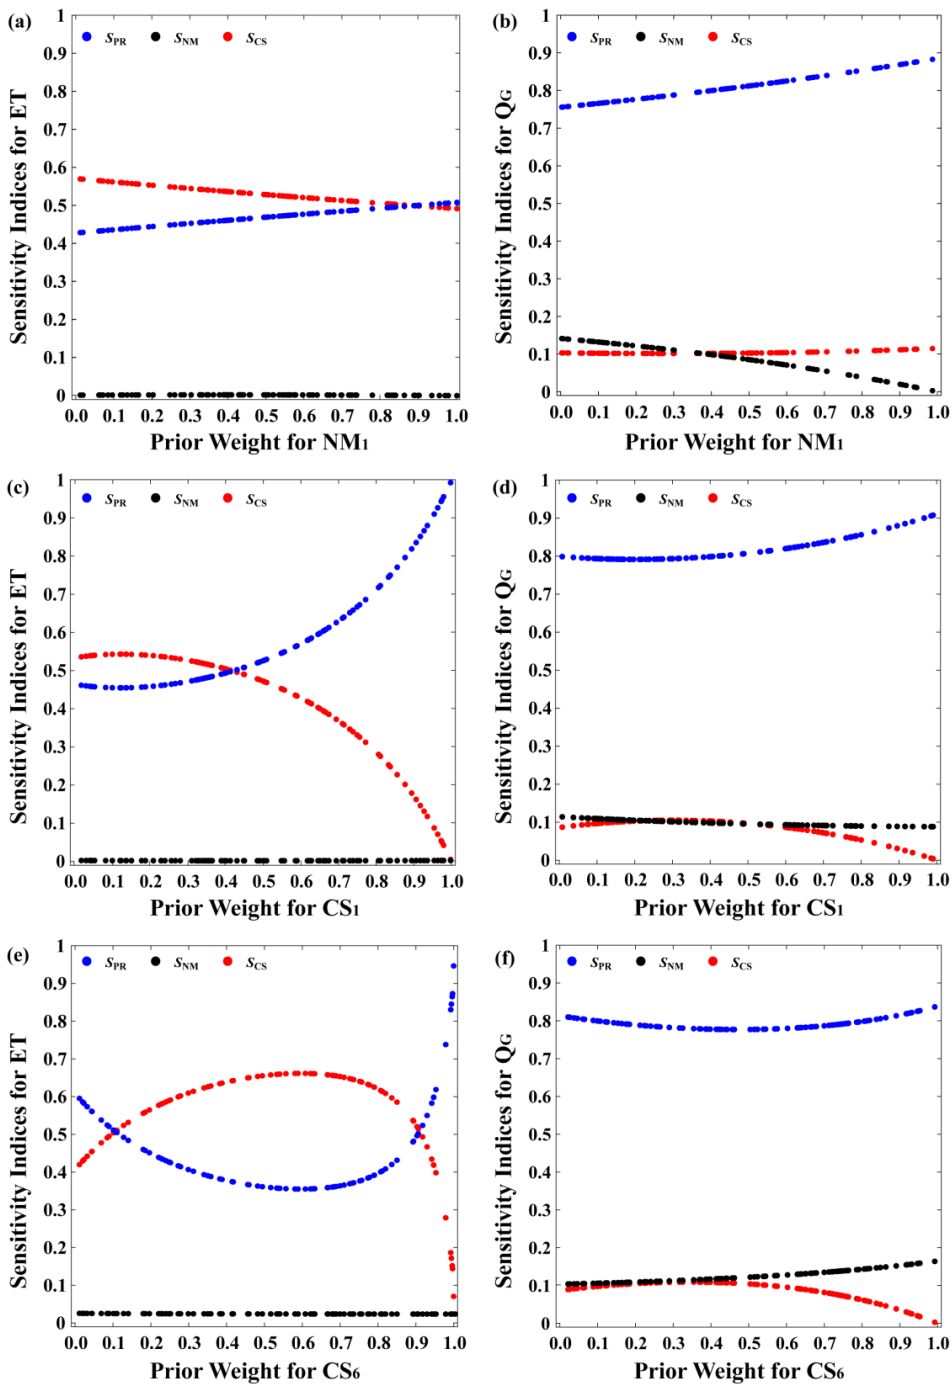 (a)
S_PR S_NM S_CS
Sensitivity Indices for ET
1
0.9
0.8
0.7
0.6
0.5
0.4
0.3
0.2
0.1
0
0.0 0.1 0.2 0.3 0.4 0.5 0.6 0.7 0.8 0.9 1.0
Prior Weight for NM1
(b)
S_PR S_NM S_CS
Sensitivity Indices for QG
1
0.9
0.8
0.7
0.6
0.5
0.4
0.3
0.2
0.1
0
0.0 0.1 0.2 0.3 0.4 0.5 0.6 0.7 0.8 0.9 1.0
Prior Weight for NM1
(c)
S_PR S_NM S_CS
Sensitivity Indices for ET
1
0.9
0.8
0.7
0.6
0.5
0.4
0.3
0.2
0.1
0
0.0 0.1 0.2 0.3 0.4 0.5 0.6 0.7 0.8 0.9 1.0
Prior Weight for CS1
(d)
S_PR S_NM S_CS
Sensitivity Indices for QG
1
0.9
0.8
0.7
0.6
0.5
0.4
0.3
0.2
0.1
0
0.0 0.1 0.2 0.3 0.4 0.5 0.6 0.7 0.8 0.9 1.0
Prior Weight for CS1
(e)
S_PR S_NM S_CS
Sensitivity Indices for ET
1
0.9
0.8
0.7
0.6
0.5
0.4
0.3
0.2
0.1
0
0.0 0.1 0.2 0.3 0.4 0.5 0.6 0.7 0.8 0.9 1.0
Prior Weight for CS6
(f)
S_PR S_NM S_CS
Sensitivity Indices for QG
1
0.9
0.8
0.7
0.6
0.5
0.4
0.3
0.2
0.1
0
0.0 0.1 0.2 0.3 0.4 0.5 0.6 0.7 0.8 0.9 1.0
Prior Weight for CS6